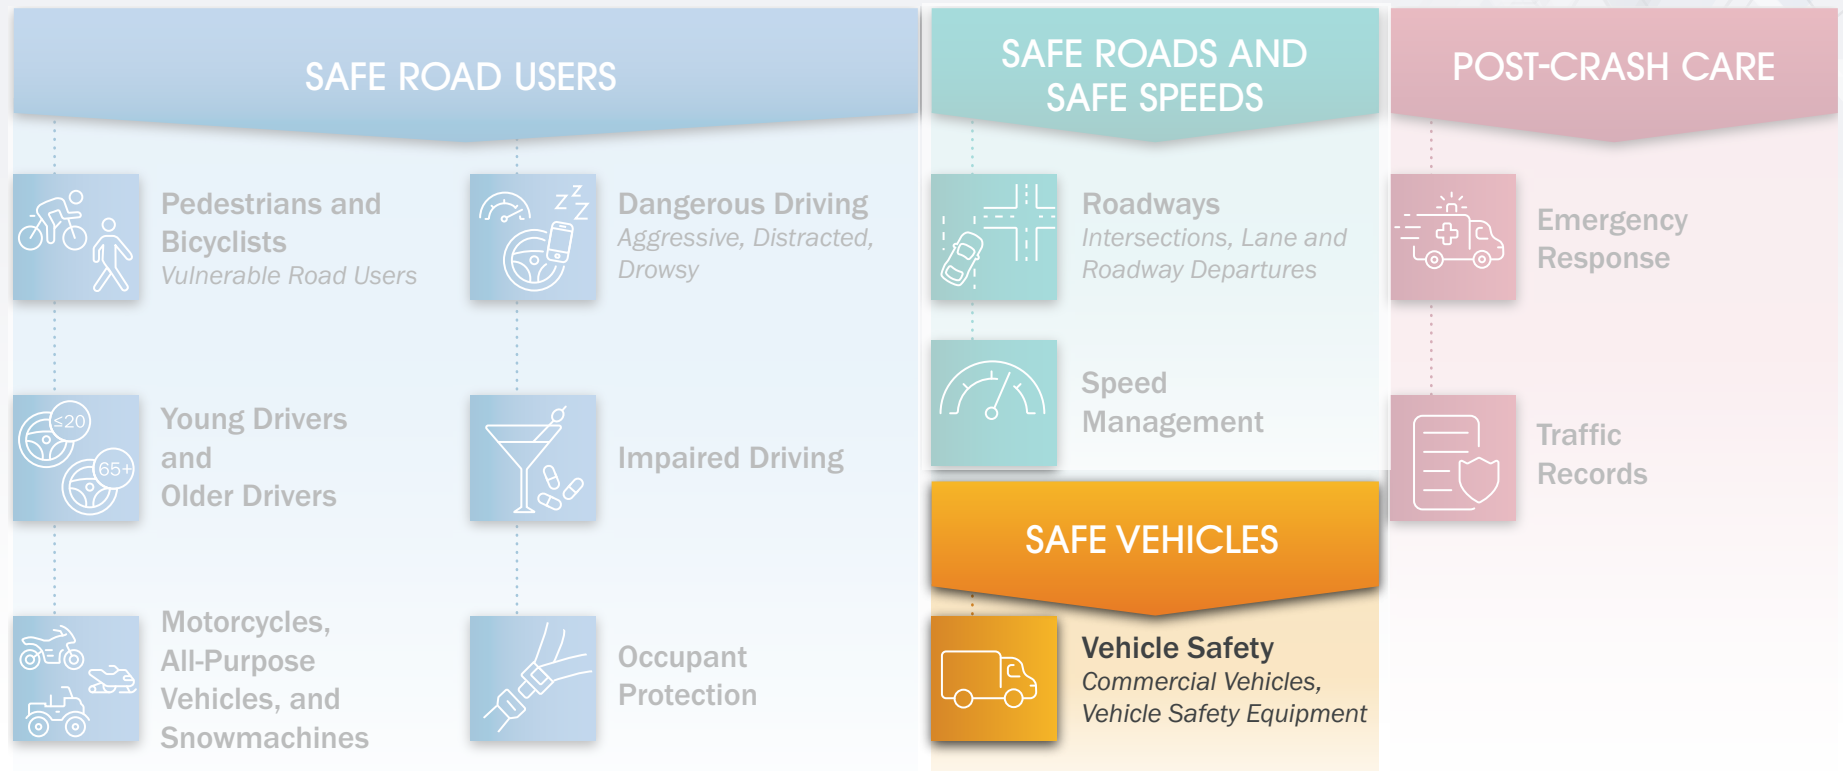 SAFE ROAD USERS
Pedestrians and
Bicyclists
Vulnerable Road Users
≤20
65+
Young Drivers
and
Older Drivers
Motorcycles,
All-Purpose
Vehicles, and
Snowmachines
Z
Z
Z
Dangerous Driving
Aggressive, Distracted,
Drowsy
Impaired Driving
Occupant
Protection
SAFE ROADS AND
SAFE SPEEDS
Roadways
Intersections, Lane and
Roadway Departures
Speed
Management
SAFE VEHICLES
Vehicle Safety
Commercial Vehicles,
Vehicle Safety Equipment
POST-CRASH CARE
Emergency
Response
Traffic
Records